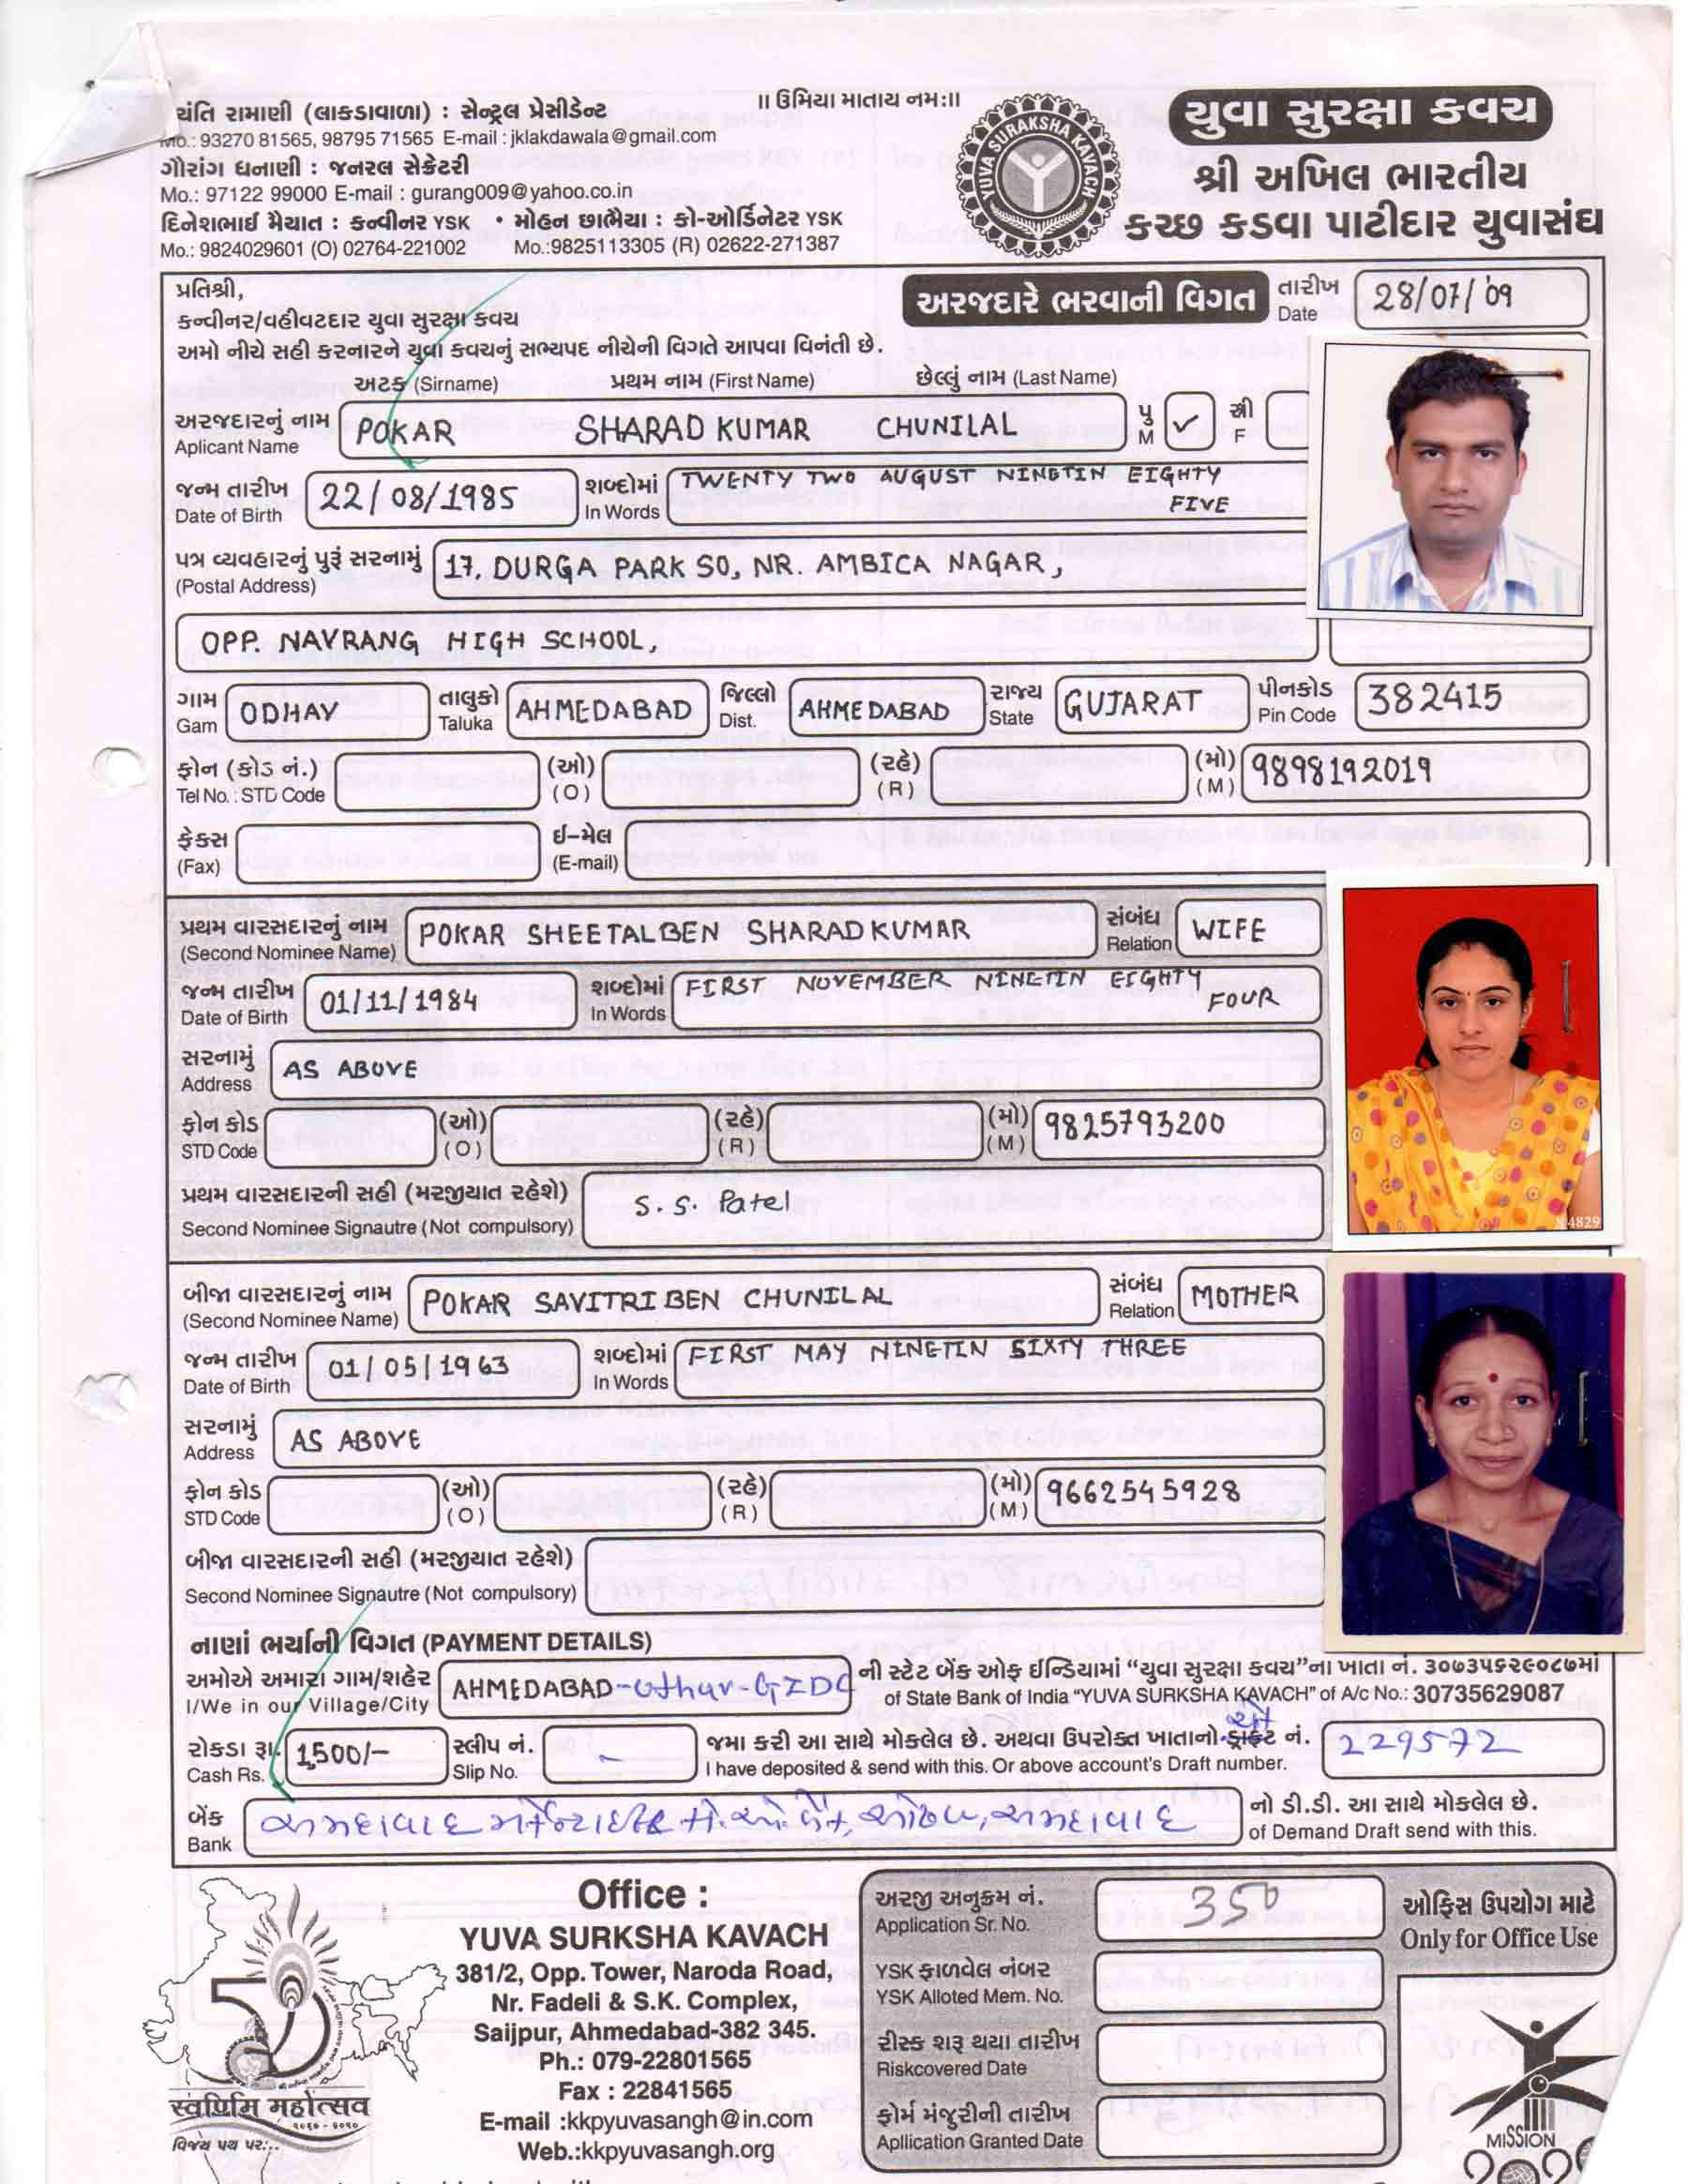 ॥ ઉમિયા માતાય નમઃ॥
યંતિ રામાણી (લાકડાવાળા) : સેન્ટ્રલ પ્રેસીડેન્ટ
Mo.: 93270 81565, 98795 71565 E-mail : jklakdawala@gmail.com
ગૌરાંગ ધનાણી : જનરલ સેક્રેટરી
Mo.: 97122 99000 E-mail : gurang009@yahoo.co.in
દિનેશભાઈ મૈયાત : કન્વીનર YSK • મોહન છાભૈયા : કો-ઓર્ડિનેટર YSK
Mo.: 9824029601 (O) 02764-221002 Mo.:9825113305 (R) 02622-271387
YUVA SURAKSHA KAVACH
યુવા સુરક્ષા કવચ
શ્રી અખિલ ભારતીય
કચ્છ કડવા પાટીદાર યુવાસંઘ
પ્રતિશ્રી,
કન્વીનર/વહીવટદાર યુવા સુરક્ષા કવચ
અમો નીચે સહી કરનારને યુવા કવચનું સભ્યપદ નીચેની વિગતે આપવા વિનંતી છે.
અરજદારે ભરવાની વિગત તારીખ Date 28/07/'09
અટક (Sirname) પ્રથમ નામ (First Name) છેલ્લું નામ (Last Name)
અરજદારનું નામ Aplicant Name POKAR SHARAD KUMAR CHUNILAL પુ M ✓ સ્ત્રી F
જન્મ તારીખ Date of Birth 22/08/1985 શબ્દોમાં In Words TWENTY TWO AUGUST NINETIN EIGHTY
FIVE
પત્ર વ્યવહારનું પુરૂં સરનામું (Postal Address) 17, DURGA PARK SO, NR. AMBICA NAGAR,
OPP. NAVRANG HIGH SCHOOL,
ગામ Gam ODHAV તાલુકો Taluka AHMEDABAD જિલ્લો Dist. AHMEDABAD રાજ્ય State GUJARAT પીનકોડ Pin Code 382415
ફોન (કોડ નં.) Tel No. : STD Code (ઓ) (O) (રહે) (R) (મો) (M) 9898192019
ફેક્સ (Fax) ઈ-મેલ (E-mail)
પ્રથમ વારસદારનું નામ (Second Nominee Name) POKAR SHEETALBEN SHARADKUMAR સંબંધ Relation WIFE
જન્મ તારીખ Date of Birth 01/11/1984 શબ્દોમાં In Words FIRST NOVEMBER NINETIN EIGHTY
FOUR
સરનામું Address AS ABOVE
ફોન કોડ STD Code (ઓ) (O) (રહે) (R) (મો) (M) 9825793200
પ્રથમ વારસદારની સહી (મરજીયાત રહેશે) S. S. Patel
Second Nominee Signautre (Not compulsory)
4829
બીજા વારસદારનું નામ (Second Nominee Name) POKAR SAVITRIBEN CHUNILAL સંબંધ Relation MOTHER
જન્મ તારીખ Date of Birth 01/05/1963 શબ્દોમાં In Words FIRST MAY NINETIN SIXTY THREE
સરનામું Address AS ABOVE
ફોન કોડ STD Code (ઓ) (O) (રહે) (R) (મો) (M) 9662545928
બીજા વારસદારની સહી (મરજીયાત રહેશે)
Second Nominee Signautre (Not compulsory)
નાણાં ભર્યાની વિગત (PAYMENT DETAILS)
અમોએ અમારા ગામ/શહેર AHMEDABAD ની સ્ટેટ બેંક ઓફ ઈન્ડિયામાં “યુવા સુરક્ષા કવચ”ના ખાતા નં. ૩૦૭૩૫૬૨૯૦૮૭માં
I/We in our Village/City of State Bank of India “YUVA SURKSHA KAVACH” of A/c No.: 30735629087
રોકડા રૂા. 1,500/- સ્લીપ નં. - જમા કરી આ સાથે મોકલેલ છે. અથવા ઉપરોક્ત ખાતાનો ડ્રાફ્ટ નં. 229572
Cash Rs. Slip No. I have deposited & send with this. Or above account's Draft number.
બેંક અમદાવાદ મર્કન્ટાઈલ કો.ઓ.બેંક, ઓઢવ, અમદાવાદ નો ડી.ડી. આ સાથે મોકલેલ છે.
Bank of Demand Draft send with this.
50
સ્વર્ણિમ મહોત્સવ
૧૯૬૦ - ૨૦૧૦
વિજય પથ પર...
Office :
YUVA SURKSHA KAVACH
381/2, Opp. Tower, Naroda Road,
Nr. Fadeli & S.K. Complex,
Saijpur, Ahmedabad-382 345.
Ph.: 079-22801565
Fax : 22841565
E-mail :kkpyuvasangh@in.com
Web.:kkpyuvasangh.org
અરજી અનુક્રમ નં. 350
Application Sr. No.
ઓફિસ ઉપયોગ માટે
Only for Office Use
YSK ફાળવેલ નંબર
YSK Alloted Mem. No.
રીસ્ક શરૂ થયા તારીખ
Riskcovered Date
ફોર્મ મંજુરીની તારીખ
Apllication Granted Date
MISSION